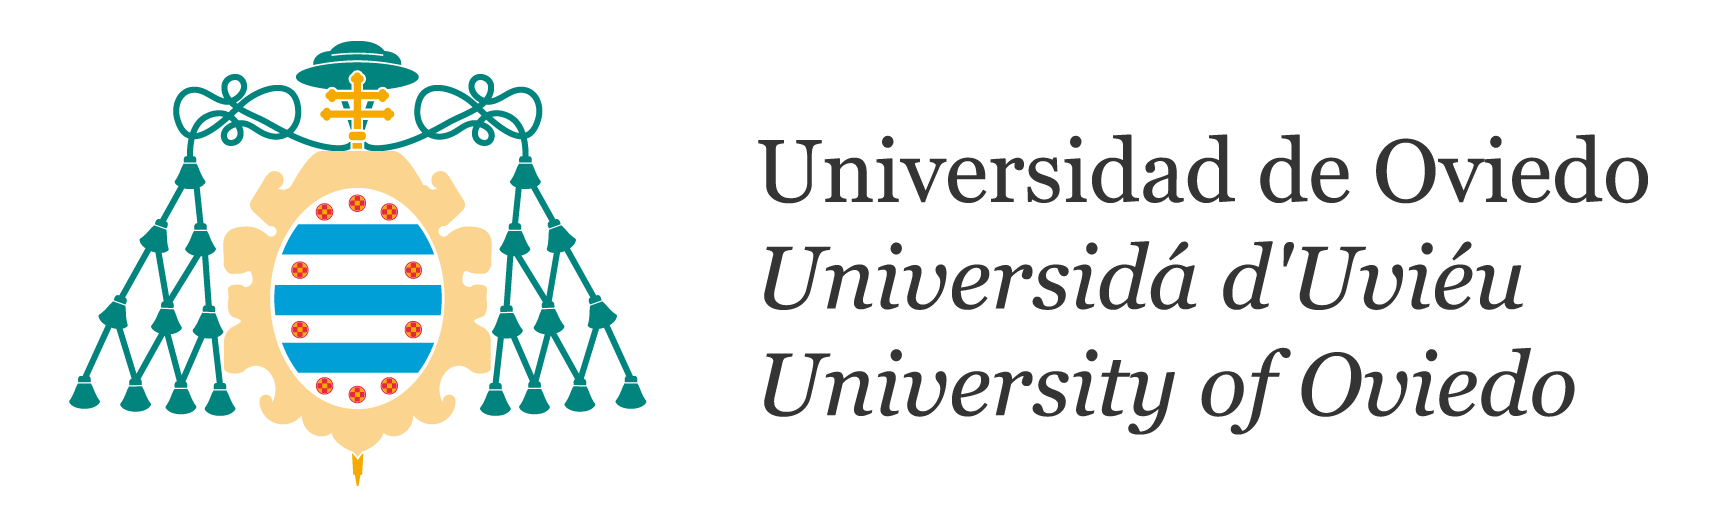 Universidad de Oviedo
Universidá d'Uviéu
University of Oviedo